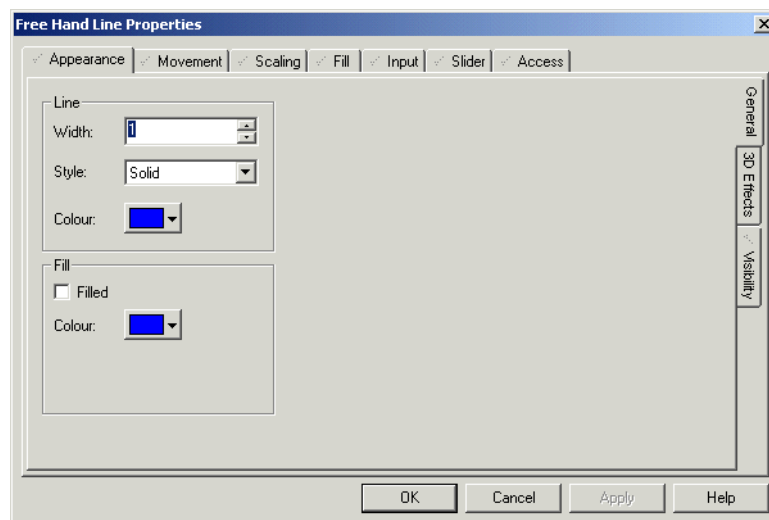 Free Hand Line Properties
Appearance Movement Scaling Fill Input Slider Access
General
3D Effects
Visibility
Line
Width: 1
Style: Solid
Colour:
Fill
Filled
Colour:
OK Cancel Apply Help